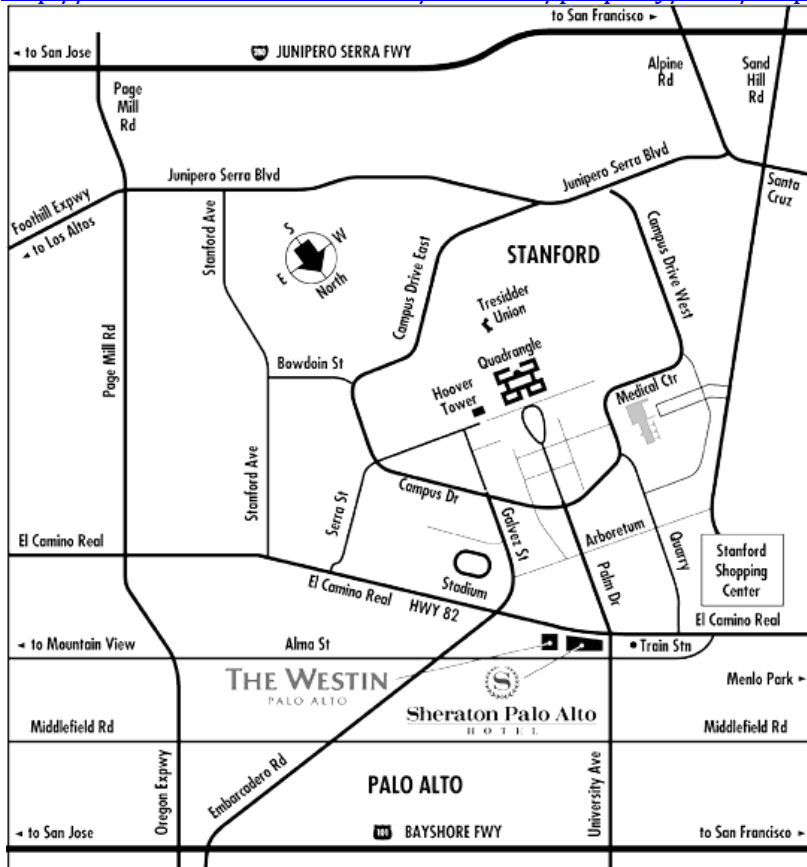 to San Francisco ►
◄ to San Jose
280 JUNIPERO SERRA FWY
Page
Mill
Rd
Alpine
Rd
Sand
Hill
Rd
Junipero Serra Blvd
Junipero Serra Blvd
Santa
Cruz
Foothill Expwy
◄ to Los Altos
Stanford Ave
S
W
E
North
Campus Drive East
STANFORD
Campus Drive West
Tresidder
Union
Page Mill Rd
Bowdoin St
Quadrangle
Hoover
Tower
Medical Ctr
Stanford Ave
Serra St
Campus Dr
Galvez St
Arboretum
Quarry
El Camino Real
Stadium
Palm Dr
Stanford
Shopping
Center
El Camino Real HWY 82
El Camino Real
◄ to Mountain View
Alma St
Train Stn
THE WESTIN
PALO ALTO
S
Sheraton Palo Alto
HOTEL
Menlo Park ►
Middlefield Rd
Middlefield Rd
Oregon Expwy
Embarcadero Rd
PALO ALTO
University Ave
◄ to San Jose
101 BAYSHORE FWY
to San Francisco ►